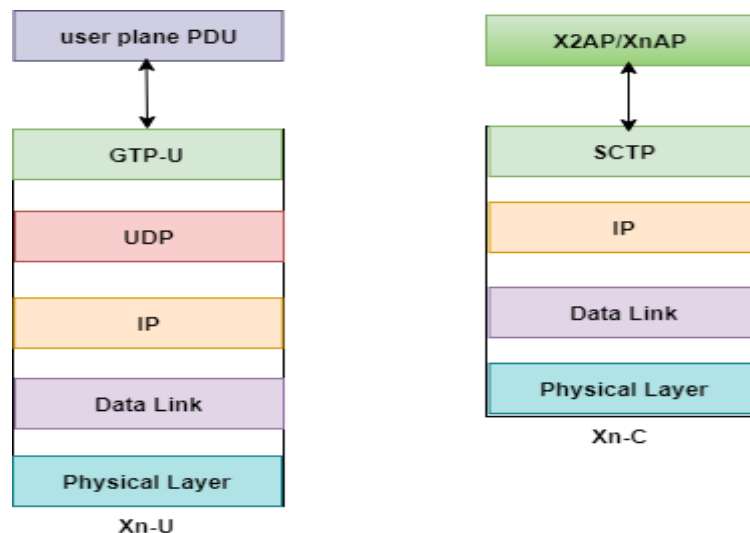 user plane PDU
GTP-U
UDP
IP
Data Link
Physical Layer
Xn-U
X2AP/XnAP
SCTP
IP
Data Link
Physical Layer
Xn-C